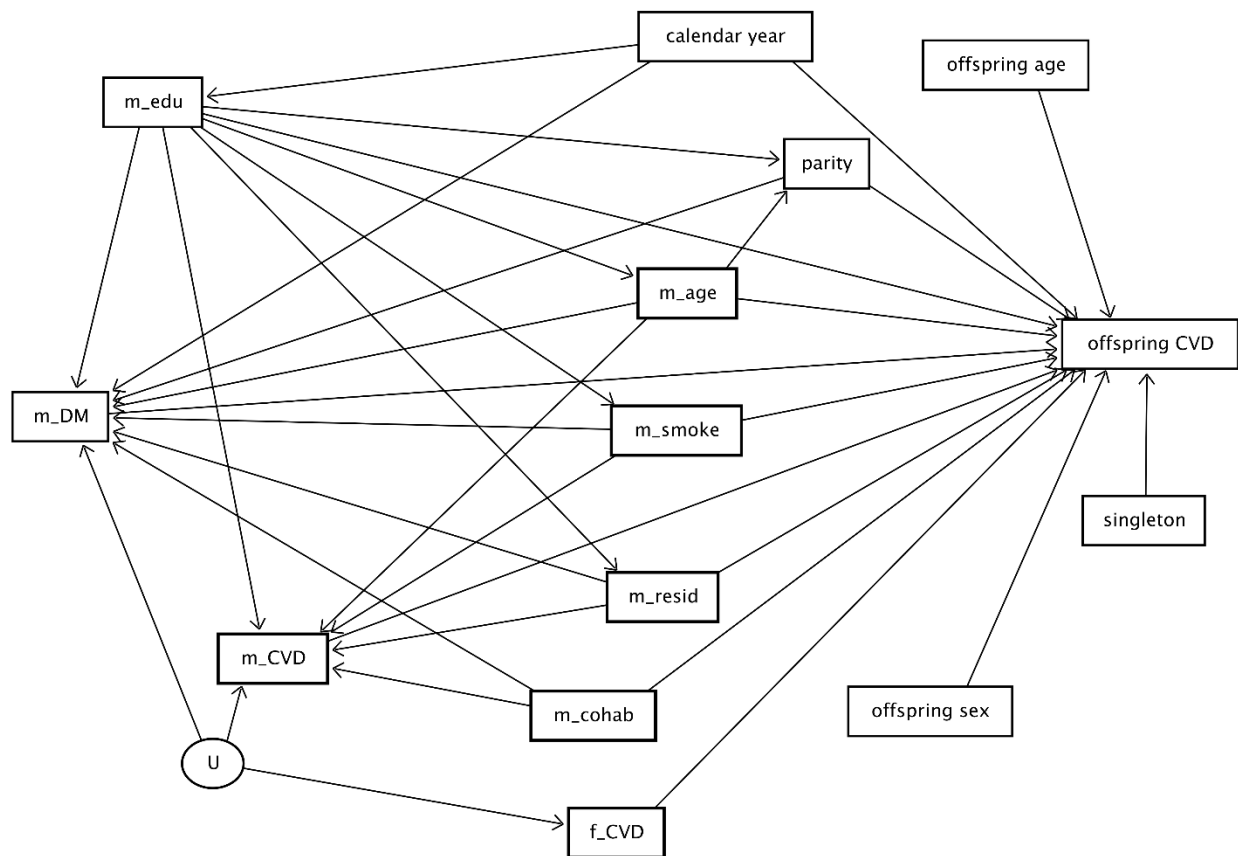 calendar year
offspring age
m_edu
parity
m_age
offspring CVD
m_DM
m_smoke
singleton
m_resid
m_CVD
m_cohab
offspring sex
U
f_CVD